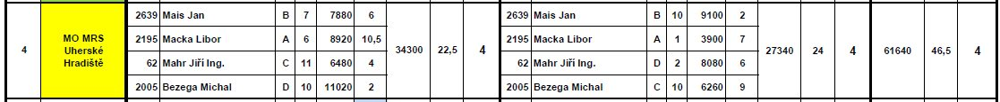 4 MO MRS Uherské Hradiště
2639 Mais Jan B 7 7880 6 2639 Mais Jan B 10 9100 2
2195 Macka Libor A 6 8920 10,5 2195 Macka Libor A 1 3900 7
34300 22,5 4 27340 24 4 61640 46,5 4
62 Mahr Jiří Ing. C 11 6480 4 62 Mahr Jiří Ing. D 2 8080 6
2005 Bezega Michal D 10 11020 2 2005 Bezega Michal C 10 6260 9